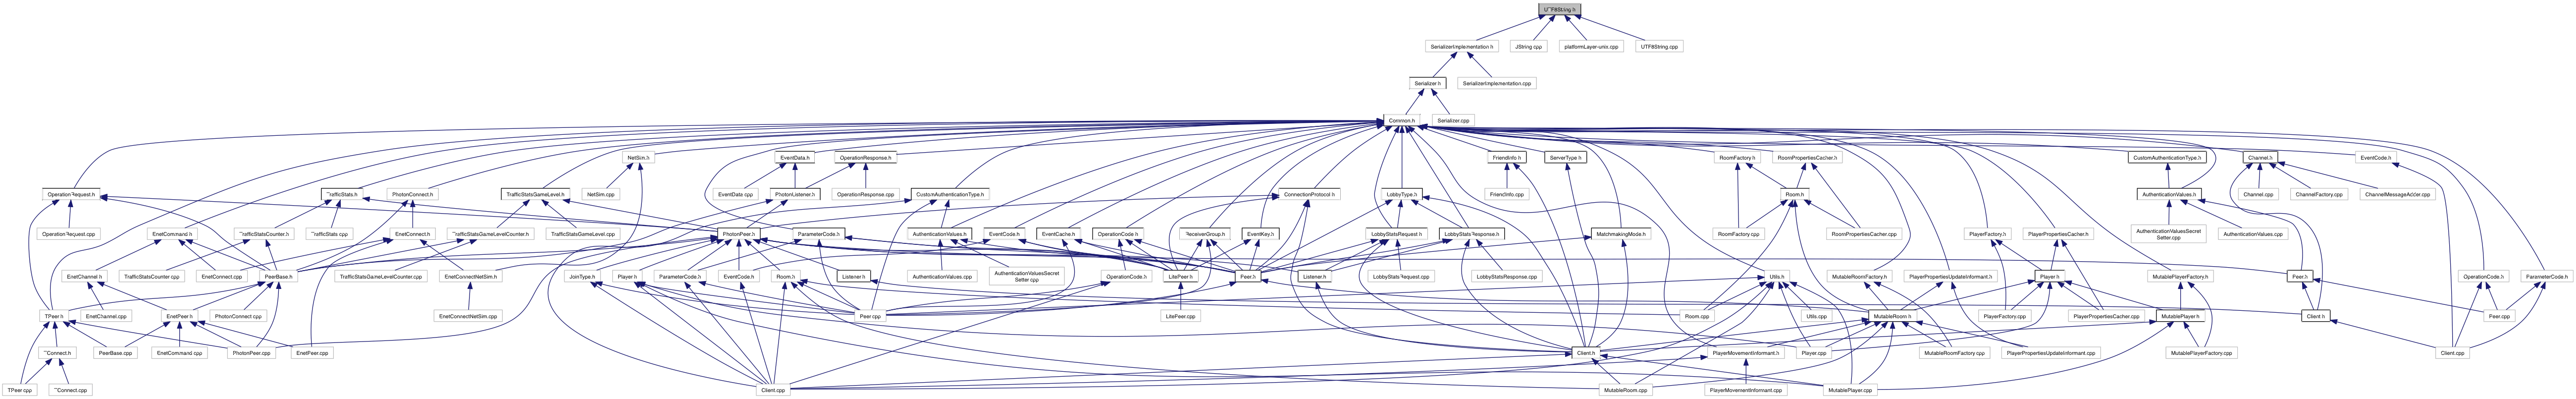 UTF8String.h
SerializerImplementation.h
JString.cpp
platformLayer-unix.cpp
UTF8String.cpp
Serializer.h
SerializerImplementation.cpp
Common.h
Serializer.cpp
NetSim.h
EventData.h
OperationResponse.h
FriendInfo.h
ServerType.h
RoomFactory.h
RoomPropertiesCacher.h
CustomAuthenticationType.h
Channel.h
EventCode.h
OperationRequest.h
TrafficStats.h
PhotonConnect.h
TrafficStatsGameLevel.h
NetSim.cpp
EventData.cpp
PhotonListener.h
OperationResponse.cpp
CustomAuthenticationType.h
ConnectionProtocol.h
LobbyType.h
FriendInfo.cpp
Room.h
AuthenticationValues.h
Channel.cpp
ChannelFactory.cpp
ChannelMessageAdder.cpp
OperationRequest.cpp
EnetCommand.h
TrafficStatsCounter.h
TrafficStats.cpp
EnetConnect.h
TrafficStatsGameLevelCounter.h
TrafficStatsGameLevel.cpp
PhotonPeer.h
ParameterCode.h
AuthenticationValues.h
EventCode.h
EventCache.h
OperationCode.h
ReceiverGroup.h
EventKey.h
LobbyStatsRequest.h
LobbyStatsResponse.h
MatchmakingMode.h
RoomFactory.cpp
RoomPropertiesCacher.cpp
PlayerFactory.h
PlayerPropertiesCacher.h
AuthenticationValuesSecret
Setter.cpp
AuthenticationValues.cpp
EnetChannel.h
TrafficStatsCounter.cpp
EnetConnect.cpp
PeerBase.h
TrafficStatsGameLevelCounter.cpp
EnetConnectNetSim.h
JoinType.h
Player.h
ParameterCode.h
EventCode.h
Room.h
Listener.h
AuthenticationValues.cpp
AuthenticationValuesSecret
Setter.cpp
OperationCode.h
LitePeer.h
Peer.h
Listener.h
LobbyStatsRequest.cpp
LobbyStatsResponse.cpp
Utils.h
MutableRoomFactory.h
PlayerPropertiesUpdateInformant.h
Player.h
MutablePlayerFactory.h
Peer.h
OperationCode.h
ParameterCode.h
TPeer.h
EnetChannel.cpp
EnetPeer.h
PhotonConnect.cpp
EnetConnectNetSim.cpp
Peer.cpp
LitePeer.cpp
Room.cpp
Utils.cpp
MutableRoom.h
PlayerFactory.cpp
PlayerPropertiesCacher.cpp
MutablePlayer.h
Client.h
Peer.cpp
TConnect.h
PeerBase.cpp
EnetCommand.cpp
PhotonPeer.cpp
EnetPeer.cpp
Client.h
PlayerMovementInformant.h
Player.cpp
MutableRoomFactory.cpp
PlayerPropertiesUpdateInformant.cpp
MutablePlayerFactory.cpp
Client.cpp
TPeer.cpp
TConnect.cpp
Client.cpp
MutableRoom.cpp
PlayerMovementInformant.cpp
MutablePlayer.cpp